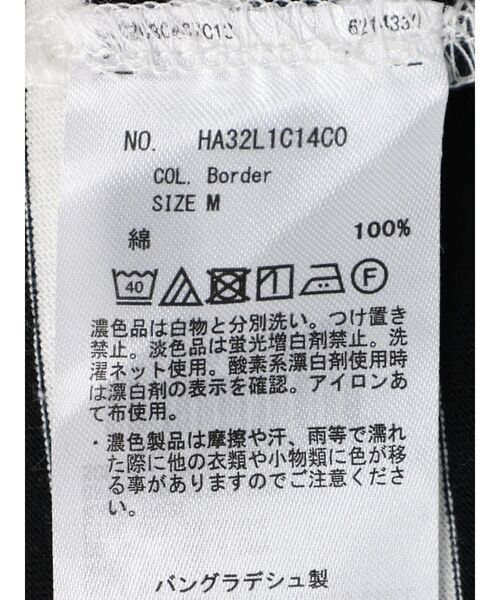 NO. HA32L1C14C0
COL. Border
SIZE M
綿 100%
40 F
濃色品は白物と分別洗い。つけ置き
禁止。淡色品は蛍光増白剤禁止。洗
濯ネット使用。酸素系漂白剤使用時
は漂白剤の表示を確認。アイロンあ
て布使用。
・濃色製品は摩擦や汗、雨等で濡れ
た際に他の衣類や小物類に色が移
る事がありますのでご注意ください
バングラデシュ製